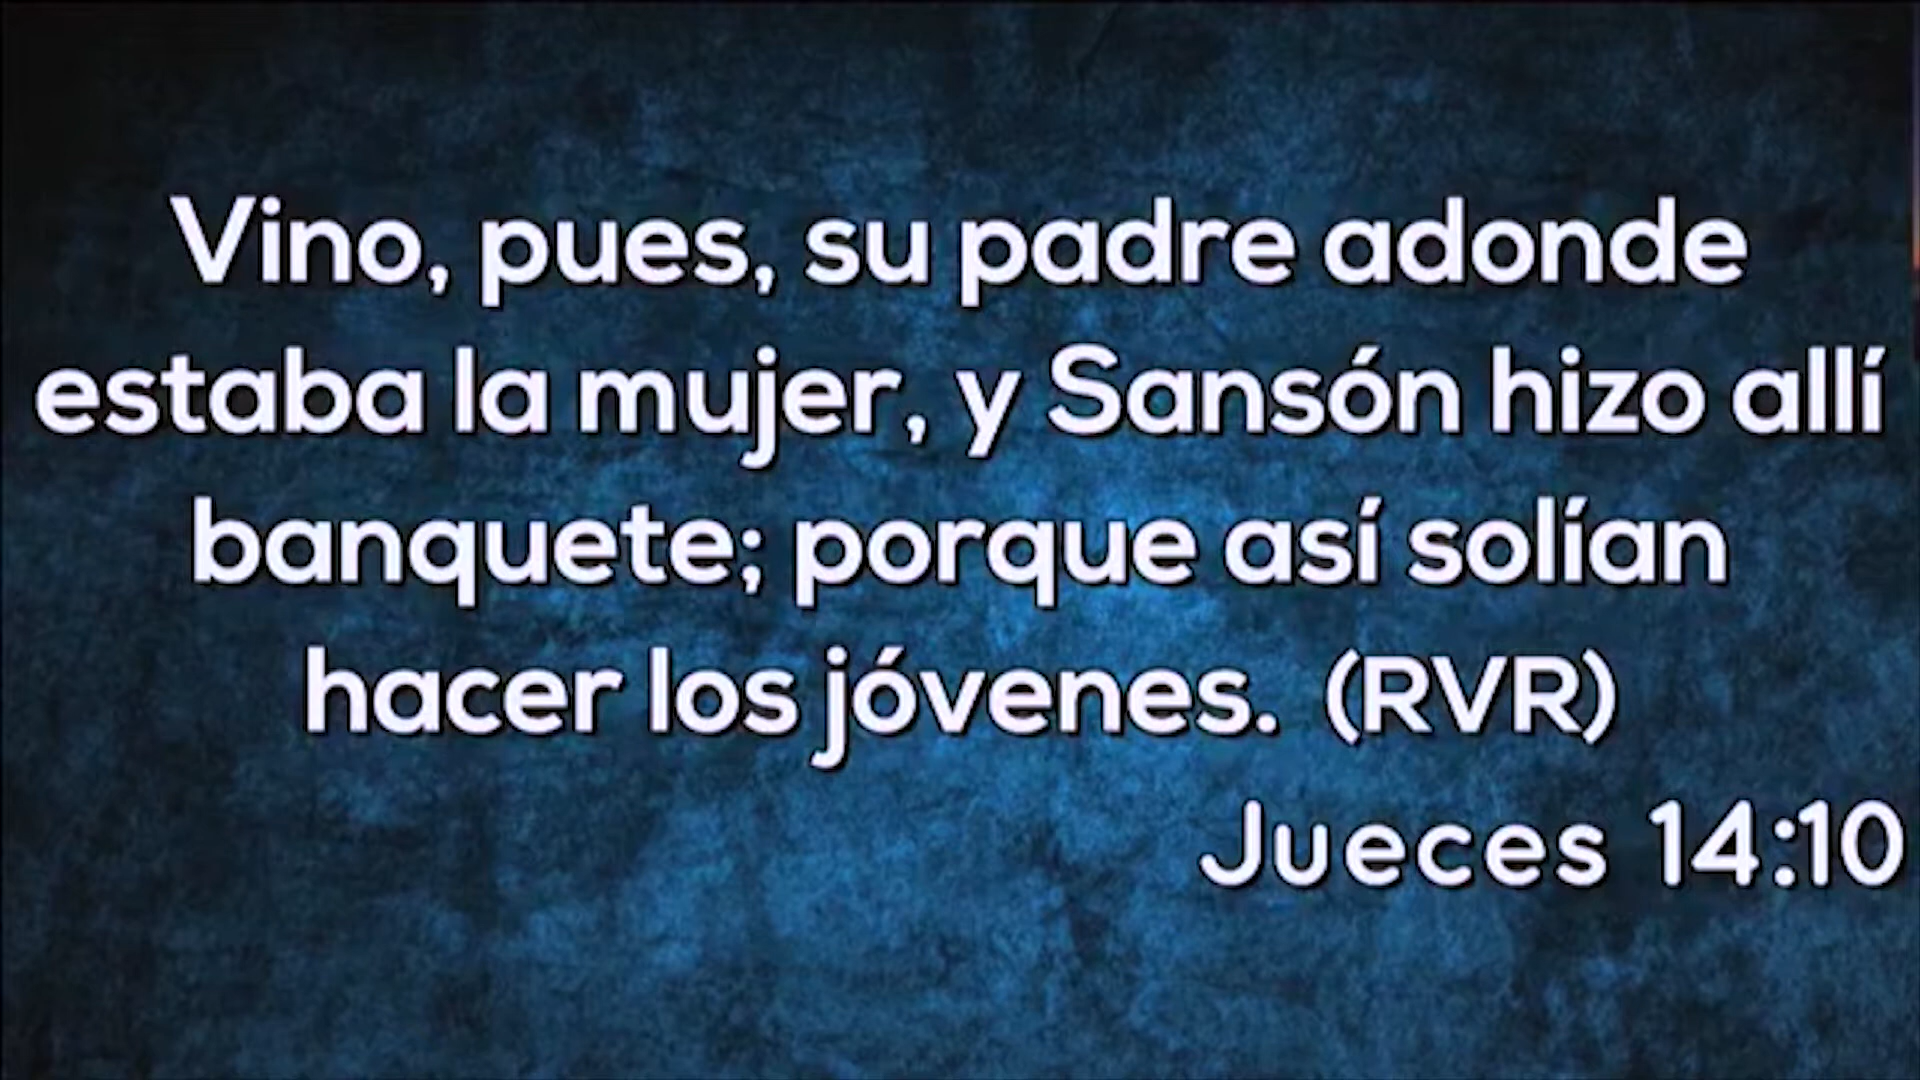 Vino, pues, su padre adonde
estaba la mujer, y Sansón hizo allí
banquete; porque así solían
hacer los jóvenes. (RVR)
Jueces 14:10